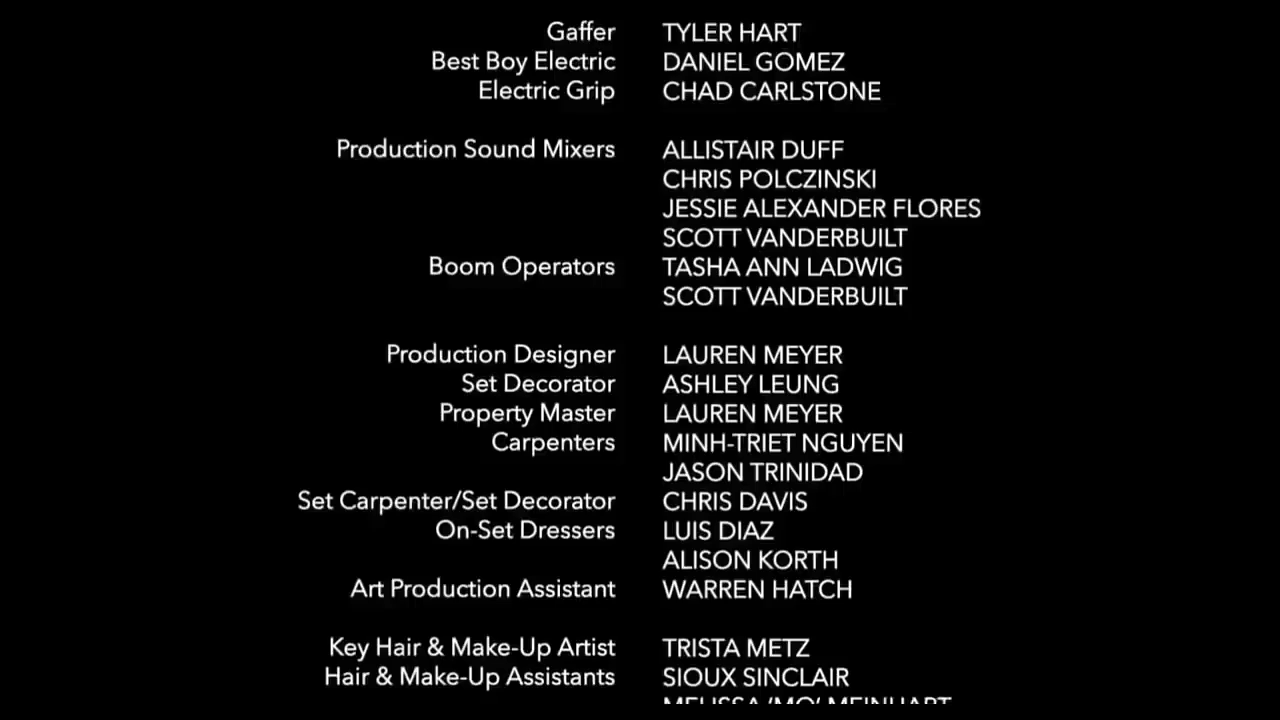 Gaffer TYLER HART
Best Boy Electric DANIEL GOMEZ
Electric Grip CHAD CARLSTONE
Production Sound Mixers ALLISTAIR DUFF
CHRIS POLCZINSKI
JESSIE ALEXANDER FLORES
SCOTT VANDERBUILT
Boom Operators TASHA ANN LADWIG
SCOTT VANDERBUILT
Production Designer LAUREN MEYER
Set Decorator ASHLEY LEUNG
Property Master LAUREN MEYER
Carpenters MINH-TRIET NGUYEN
JASON TRINIDAD
Set Carpenter/Set Decorator CHRIS DAVIS
On-Set Dressers LUIS DIAZ
ALISON KORTH
Art Production Assistant WARREN HATCH
Key Hair & Make-Up Artist TRISTA METZ
Hair & Make-Up Assistants SIOUX SINCLAIR
MELISSA 'MO' MEINHART